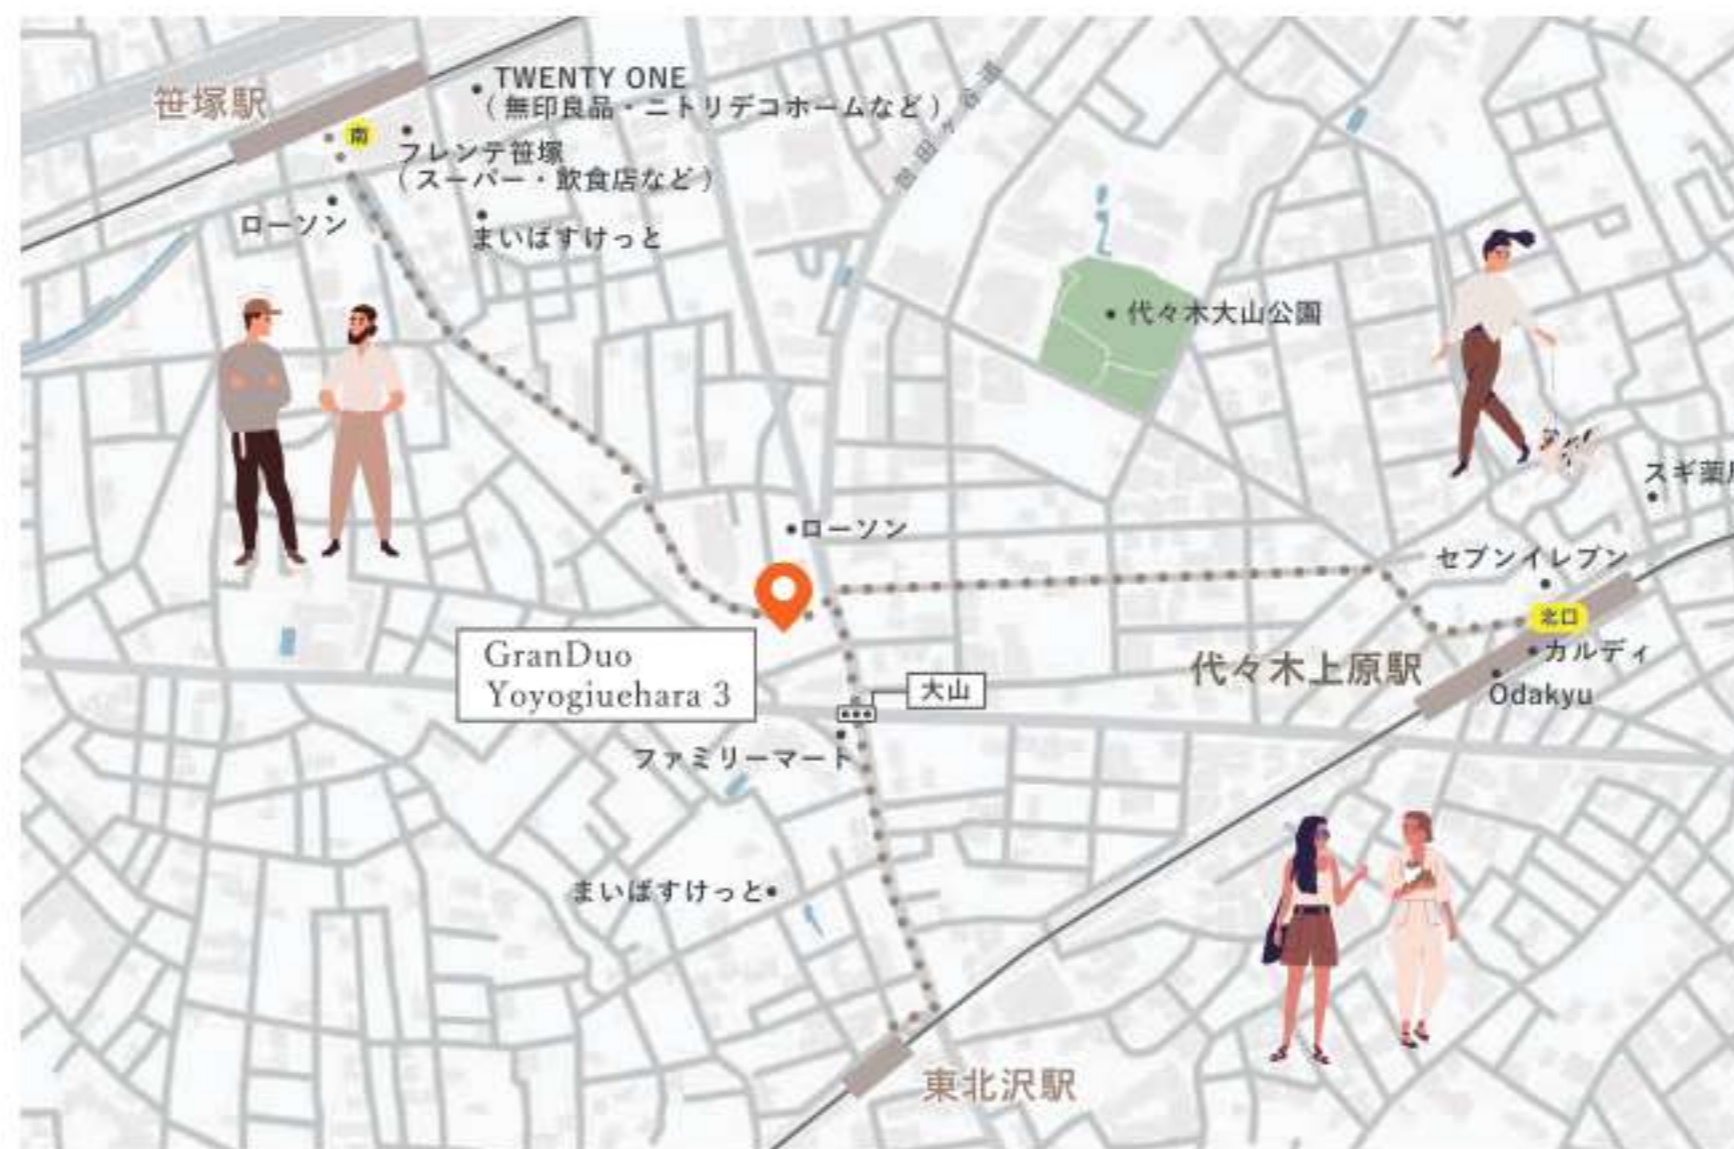 笹塚駅
南
TWENTY ONE
(無印良品・ニトリデコホームなど)
フレンテ笹塚
(スーパー・飲食店など)
ローソン
まいばすけっと
代々木大山公園
ローソン
GranDuo
Yoyogiuehara 3
大山
ファミリーマート
まいばすけっと
スギ薬
セブンイレブン
北口
カルディ
Odakyu
代々木上原駅
東北沢駅